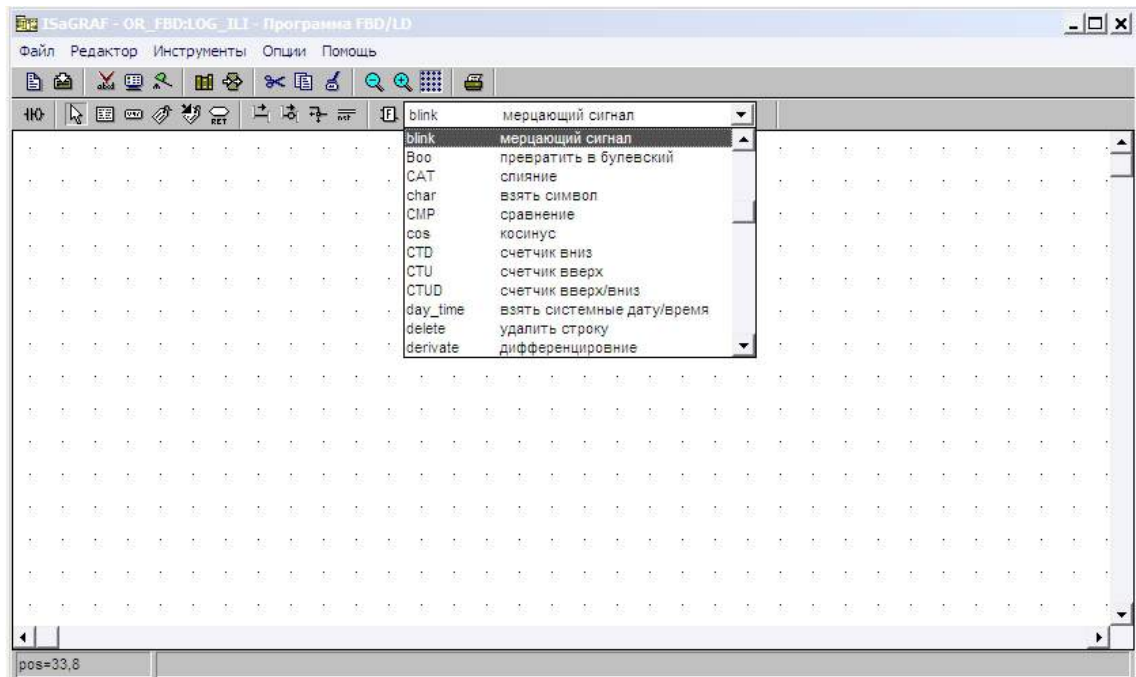 ISaGRAF - OR_FBD:LOG_ILI - Программа FBD/LD
Файл Редактор Инструменты Опции Помощь
blink мерцающий сигнал
blink мерцающий сигнал
Boo превратить в булевский
CAT слияние
char взять символ
CMP сравнение
cos косинус
CTD счетчик вниз
CTU счетчик вверх
CTUD счетчик вверх/вниз
day_time взять системные дату/время
delete удалить строку
derivate дифференцировние
pos=33,8